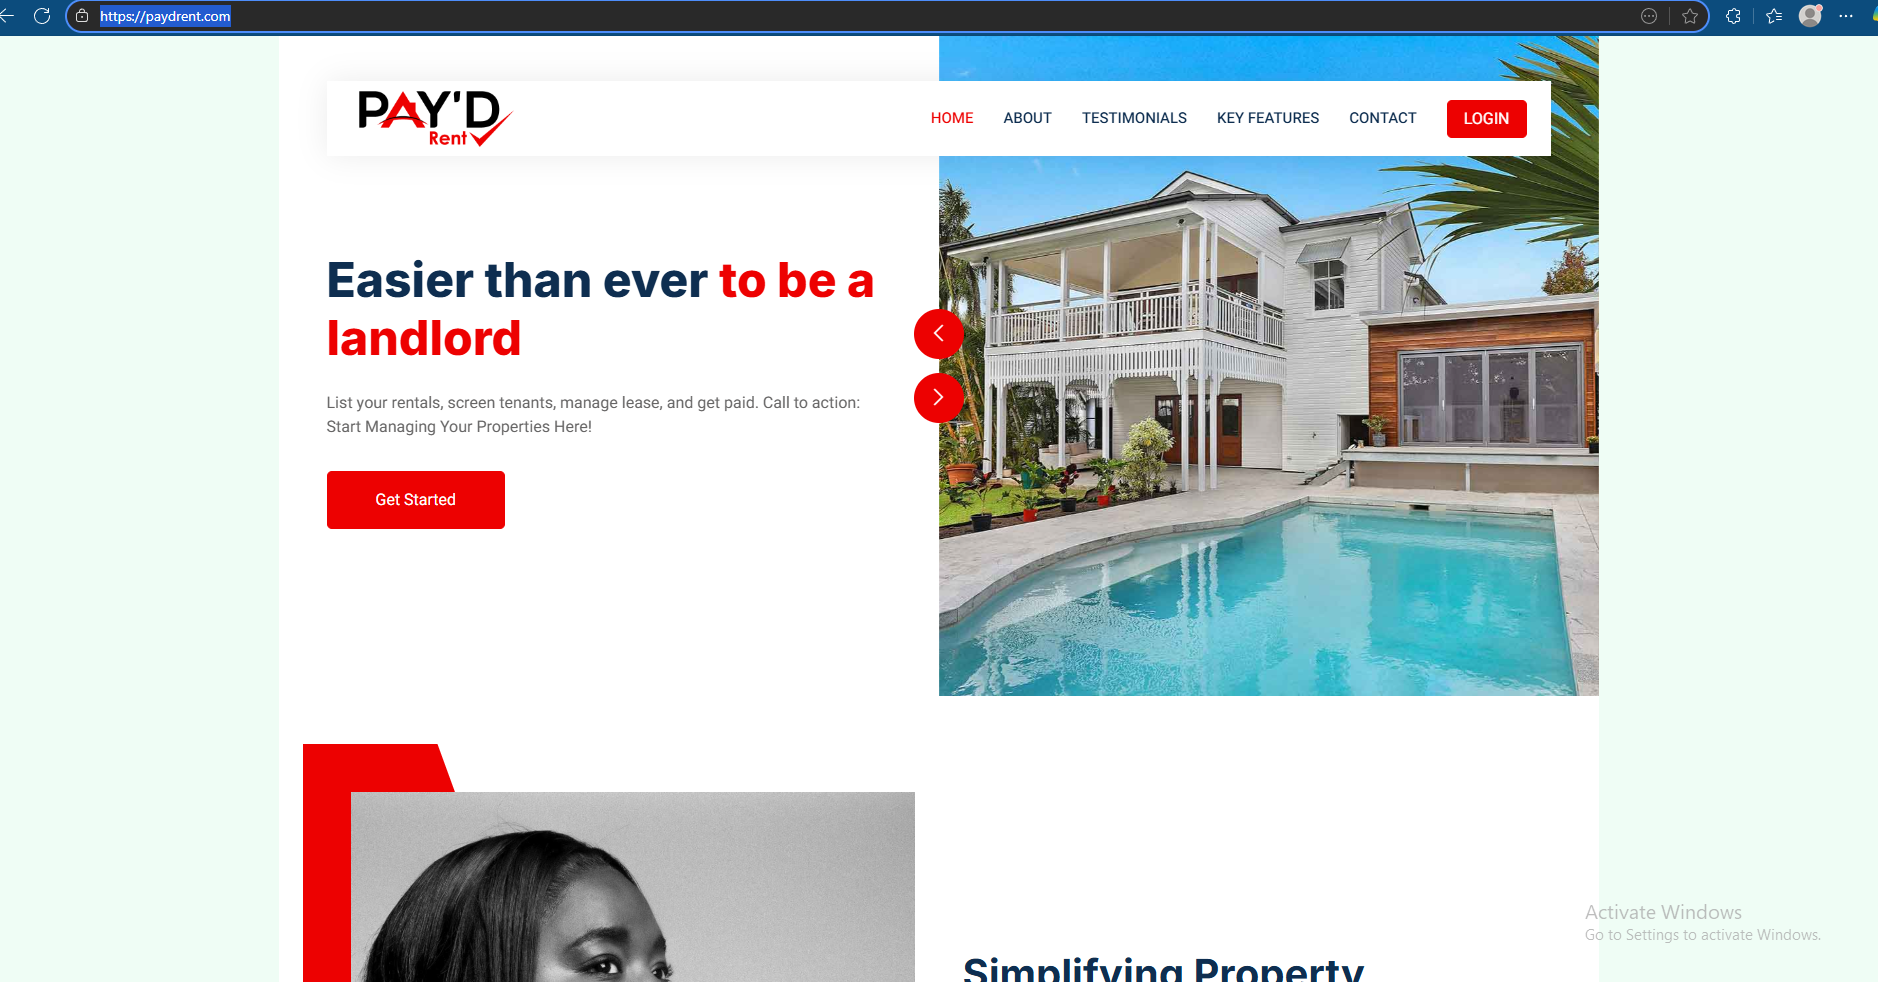 https://paydrent.com
PAY'D
Rent
HOME ABOUT TESTIMONIALS KEY FEATURES CONTACT LOGIN
Easier than ever to be a
landlord
List your rentals, screen tenants, manage lease, and get paid. Call to action:
Start Managing Your Properties Here!
Get Started
Simplifying Property
Activate Windows
Go to Settings to activate Windows.